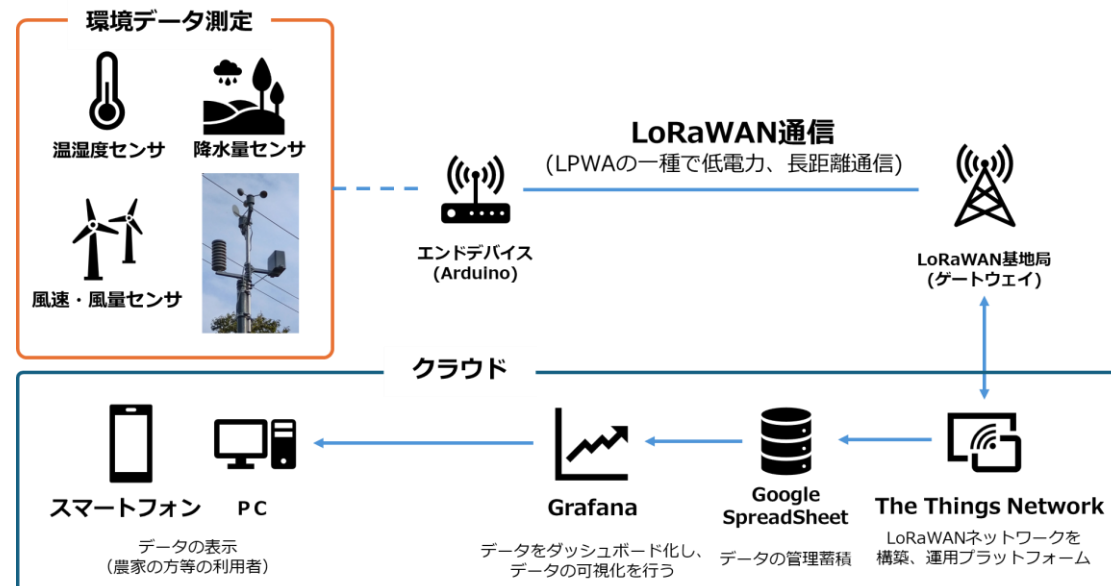 環境データ測定
温湿度センサ
降水量センサ
風速・風量センサ
LoRaWAN通信
(LPWAの一種で低電力、長距離通信)
エンドデバイス
(Arduino)
LoRaWAN基地局
(ゲートウェイ)
クラウド
スマートフォン
PC
データの表示
（農家の方等の利用者）
Grafana
データをダッシュボード化し、
データの可視化を行う
Google
SpreadSheet
データの管理蓄積
The Things Network
LoRaWANネットワークを
構築、運用プラットフォーム